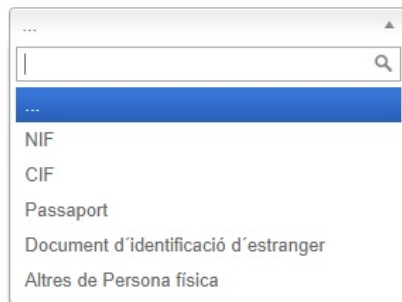 ...
...
NIF
CIF
Passaport
Document d´identificació d´estranger
Altres de Persona física